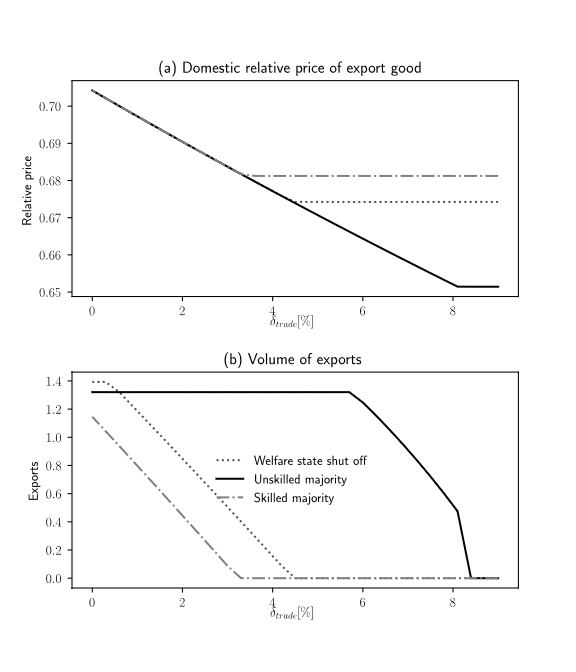 (a) Domestic relative price of export good
0.70
0.69
0.68
0.67
0.66
0.65
Relative price
0 2 4 6 8
δtrade[%]
(b) Volume of exports
1.4
1.2
1.0
0.8
0.6
0.4
0.2
0.0
Exports
Welfare state shut off
Unskilled majority
Skilled majority
0 2 4 6 8
δtrade[%]